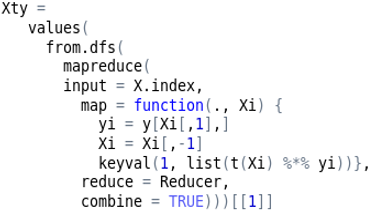 Xty =
   values(
     from.dfs(
       mapreduce(
       input = X.index,
         map = function(., Xi) {
           yi = y[Xi[,1],]
           Xi = Xi[,-1]
           keyval(1, list(t(Xi) %*% yi))},
         reduce = Reducer,
         combine = TRUE)))[[1]]